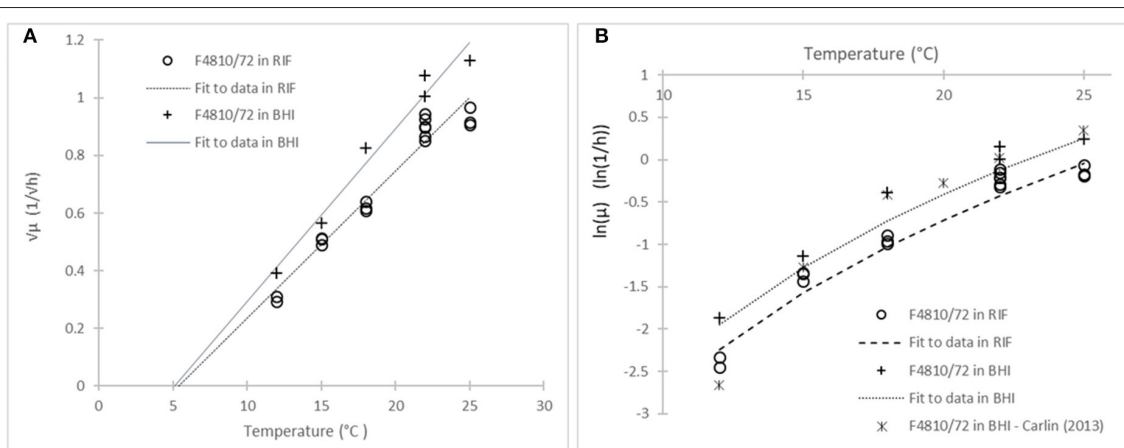 A
1.2
1
0.8
0.6
0.4
0.2
0
√μ (1/√h)
F4810/72 in RIF
Fit to data in RIF
F4810/72 in BHI
Fit to data in BHI
0 5 10 15 20 25 30
Temperature (°C )
B
Temperature (°C)
10 15 20 25
1
0.5
0
-0.5
-1
-1.5
-2
-2.5
-3
ln(μ) (ln(1/h))
F4810/72 in RIF
Fit to data in RIF
F4810/72 in BHI
Fit to data in BHI
F4810/72 in BHI - Carlin (2013)